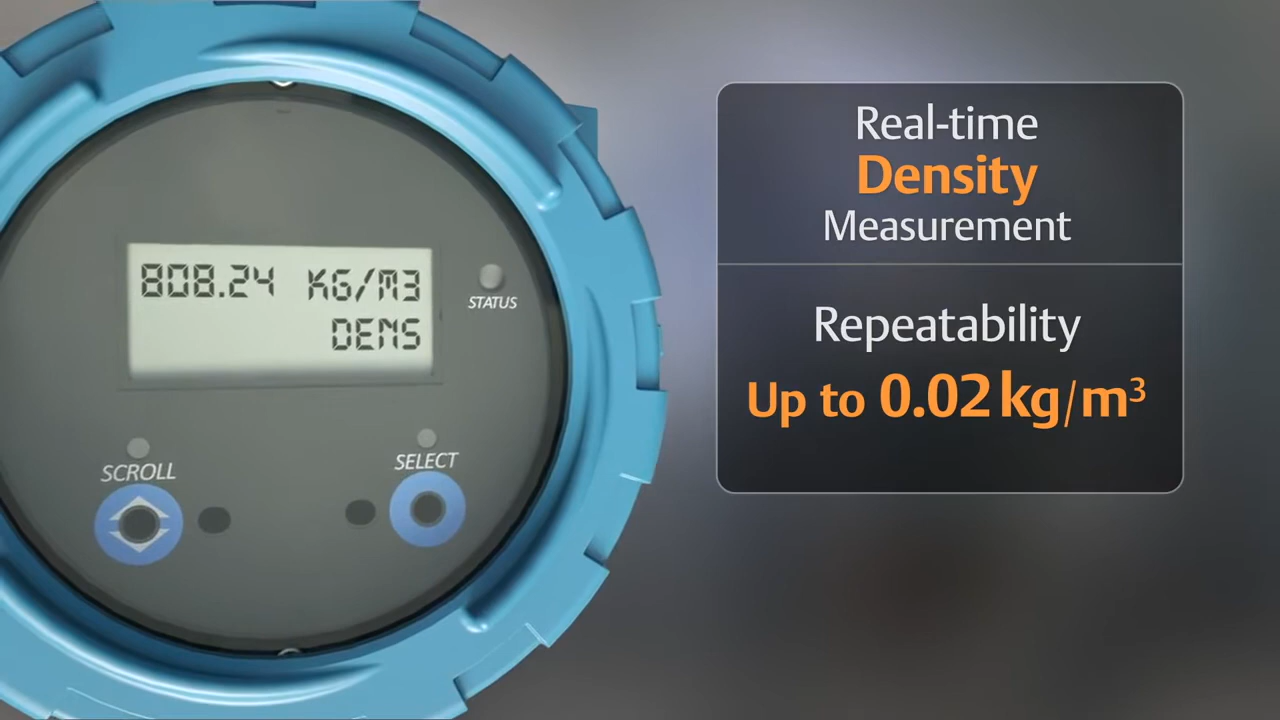 808.24 KG/M3
DENS
STATUS
SCROLL
SELECT
Real-time
Density
Measurement
Repeatability
Up to 0.02 kg/m³